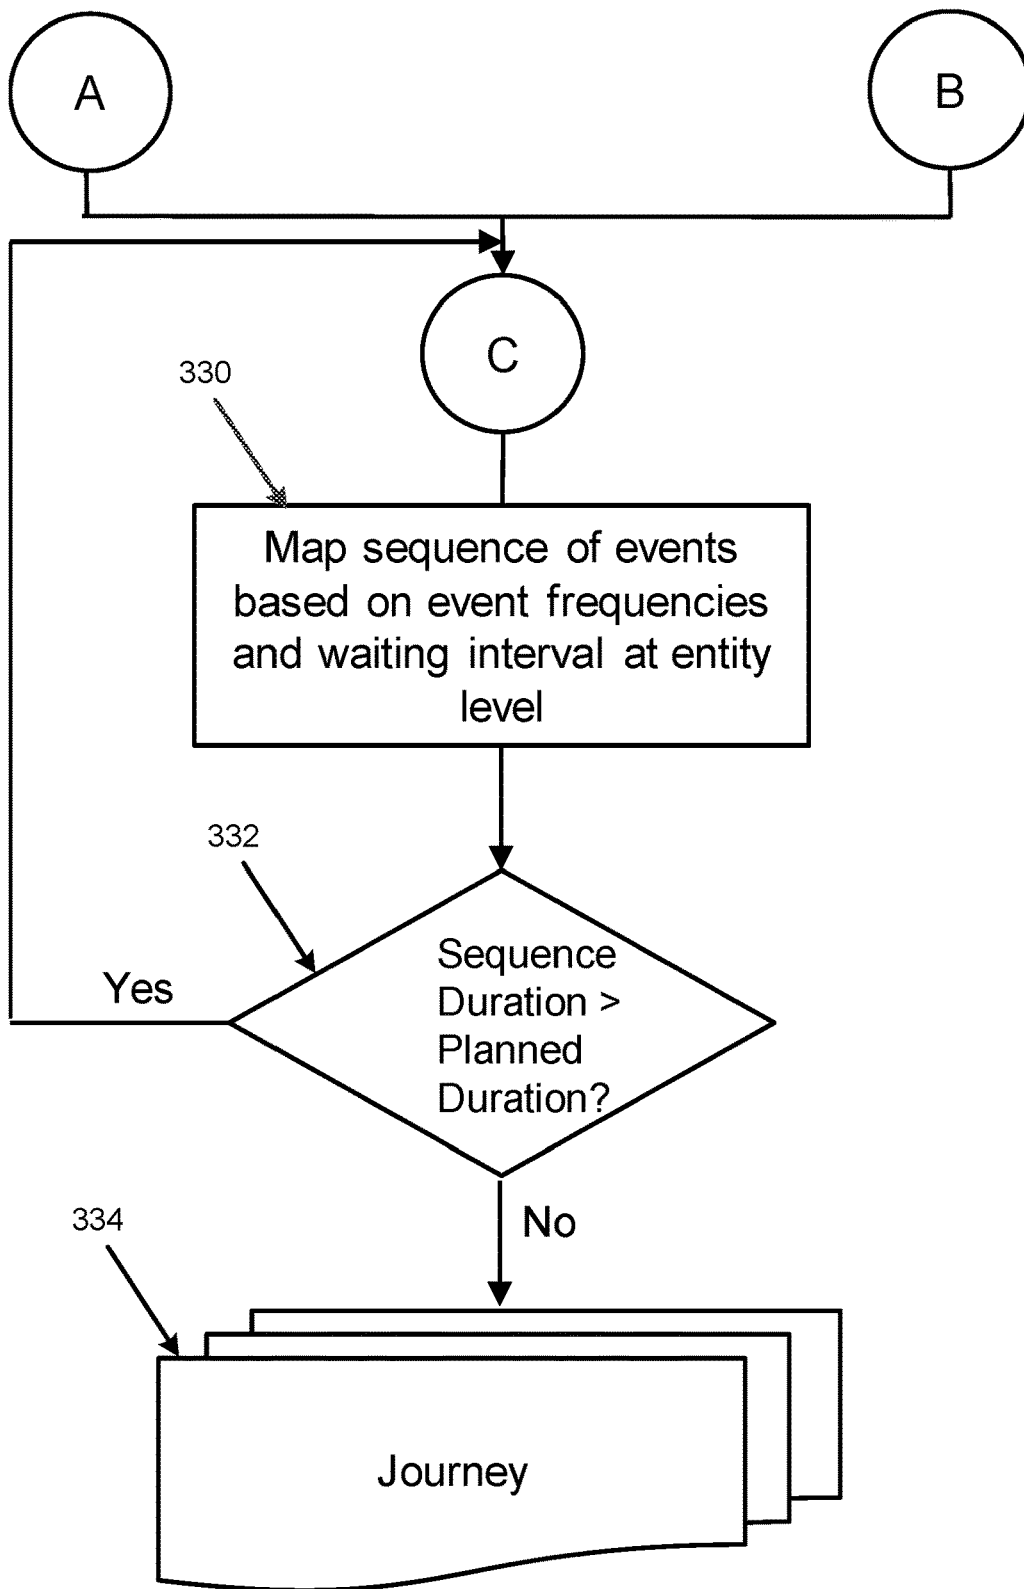 A
B
C
330
Map sequence of events
based on event frequencies
and waiting interval at entity
level
332
Sequence
Duration >
Planned
Duration?
Yes
No
334
Journey